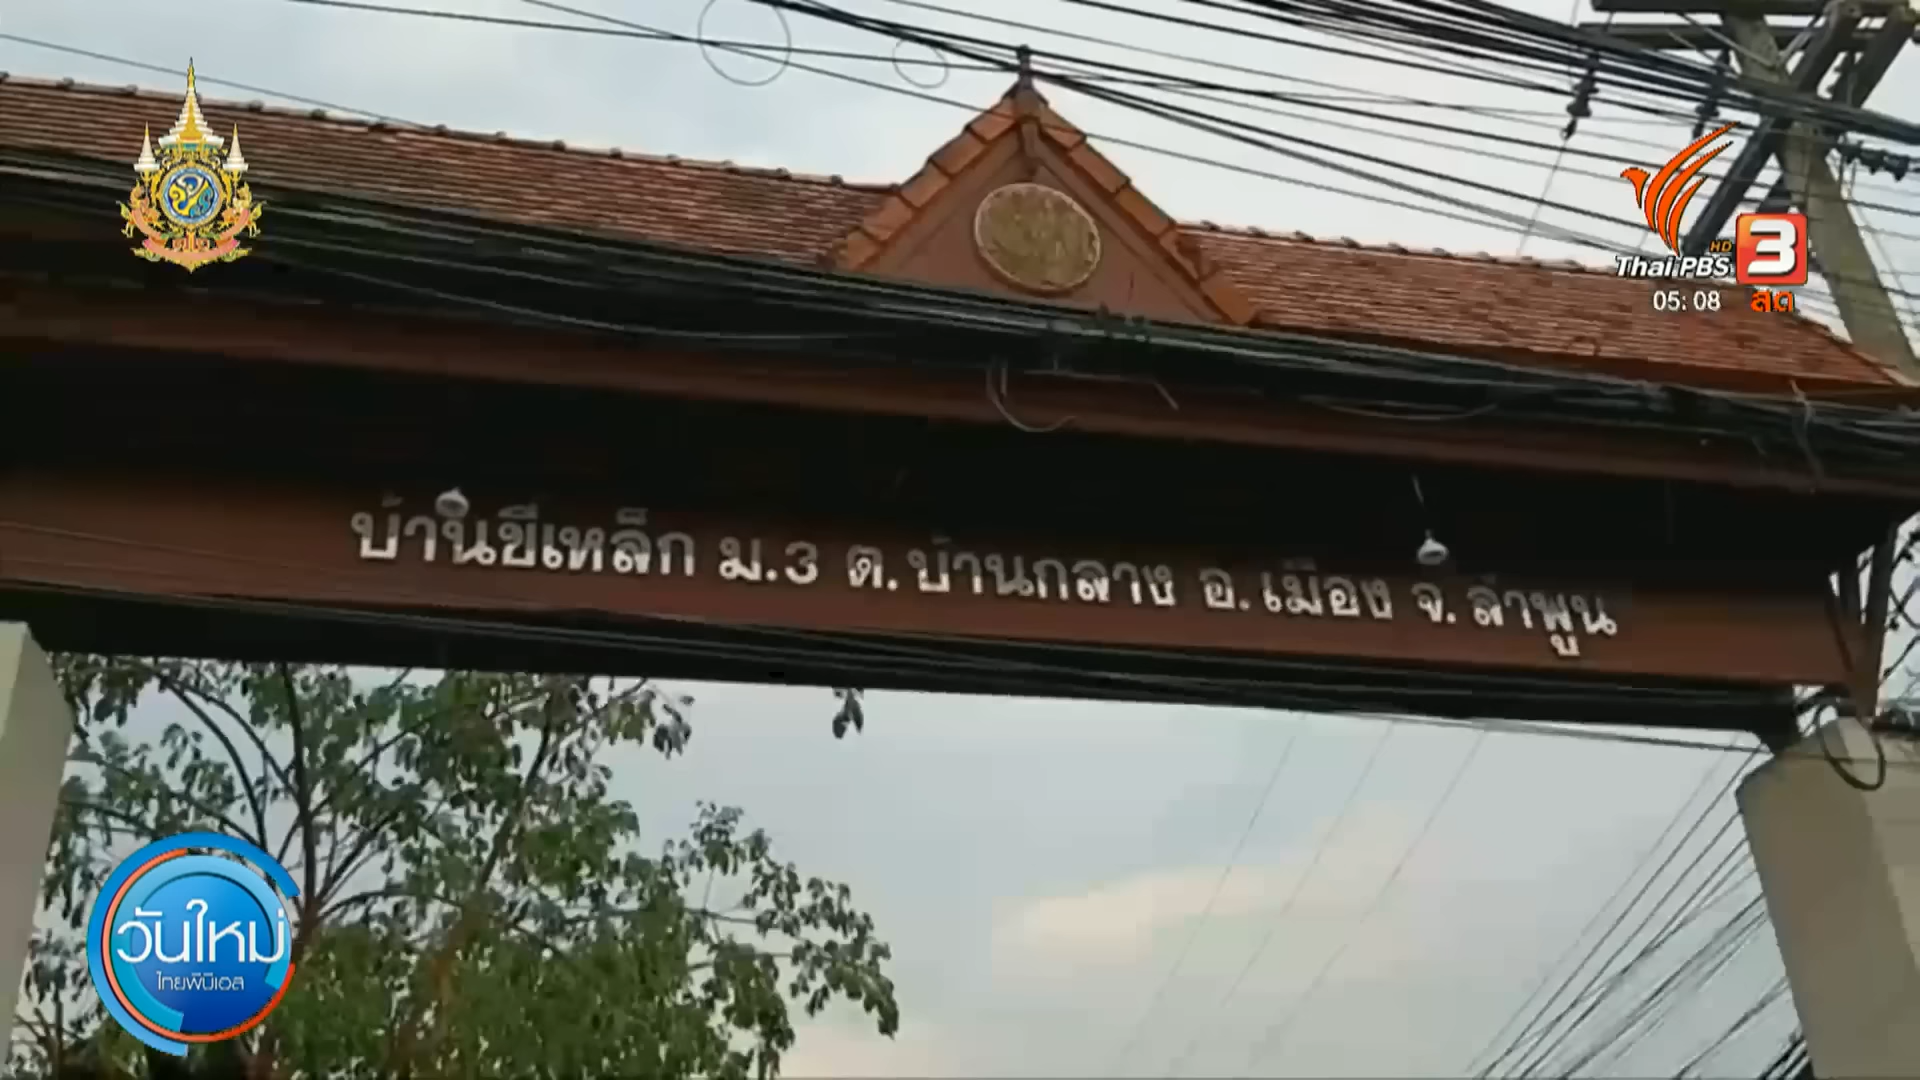 HD
Thai PBS 3
05:08 สด
บ้านขี้เหล็ก ม.3 ต.บ้านกลาง อ.เมือง จ.ลำพูน
วันใหม่
ไทยพีบีเอส